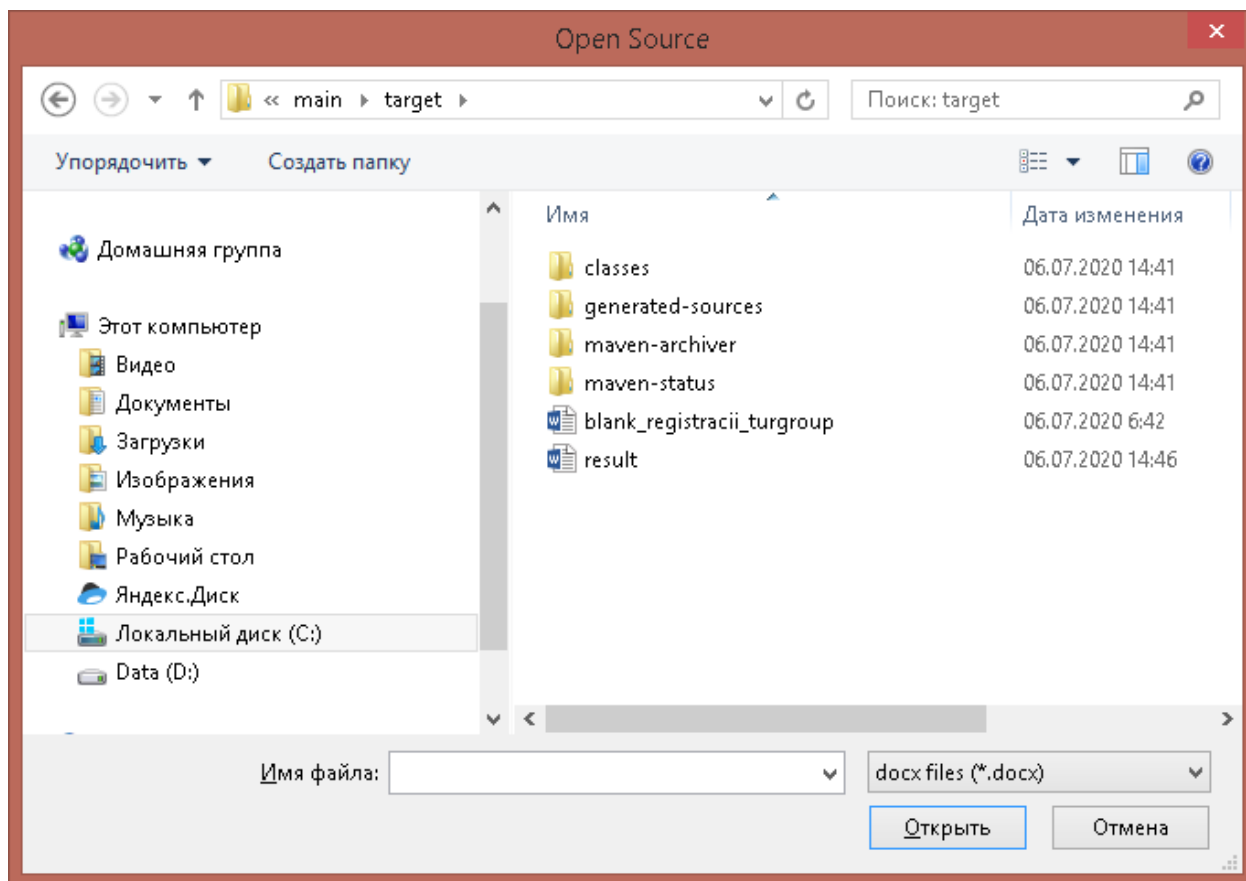 Open Source
« main target
Поиск: target
Упорядочить
Создать папку
Имя
Дата изменения
Домашняя группа
Этот компьютер
Видео
Документы
Загрузки
Изображения
Музыка
Рабочий стол
Яндекс.Диск
Локальный диск (C:)
Data (D:)
classes 06.07.2020 14:41
generated-sources 06.07.2020 14:41
maven-archiver 06.07.2020 14:41
maven-status 06.07.2020 14:41
blank_registracii_turgroup 06.07.2020 6:42
result 06.07.2020 14:46
Имя файла:
docx files (*.docx)
Открыть
Отмена